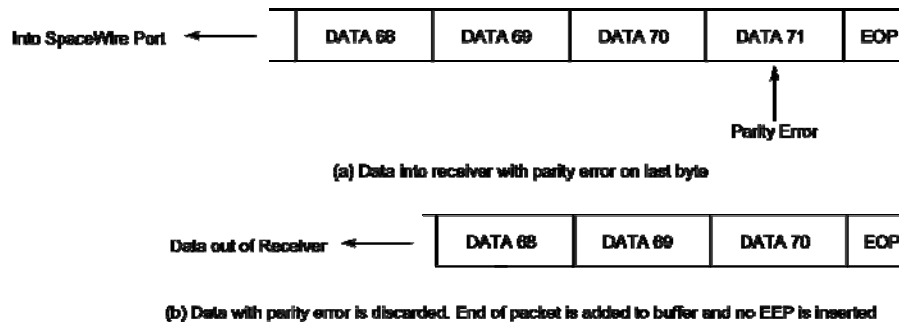 Into SpaceWire Port DATA 68 DATA 69 DATA 70 DATA 71 EOP
Parity Error
(a) Data into receiver with parity error on last byte
Data out of Receiver DATA 68 DATA 69 DATA 70 EOP
(b) Data with parity error is discarded. End of packet is added to buffer and no EEP is inserted